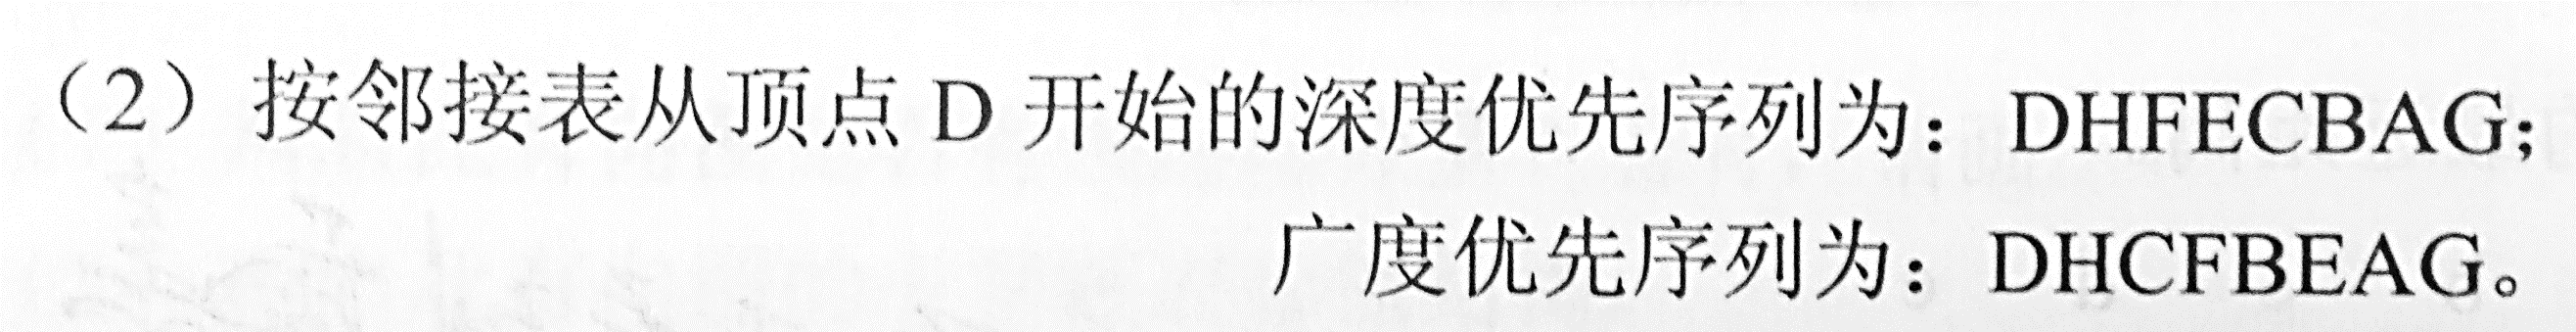 （2）按邻接表从顶点 D 开始的深度优先序列为：DHFECBAG;
广度优先序列为：DHCFBEAG。